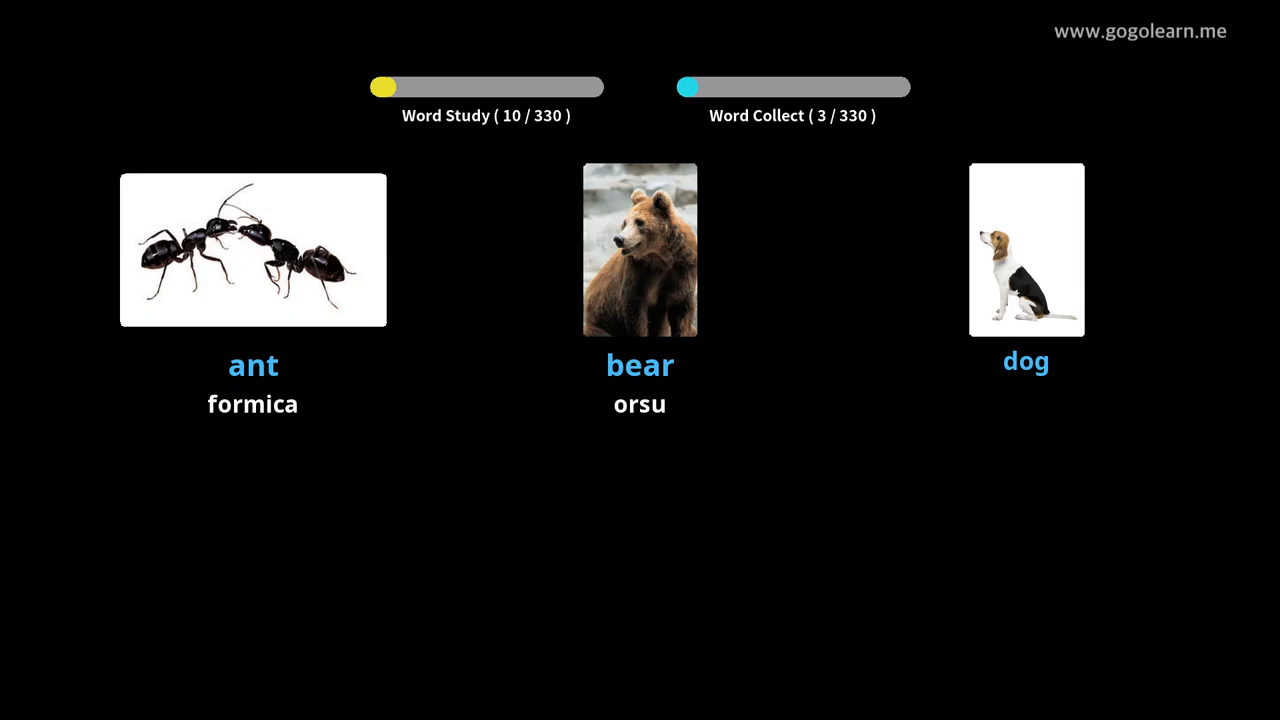 www.gogolearn.me
Word Study ( 10 / 330 )
Word Collect ( 3 / 330 )
ant
formica
bear
orsu
dog